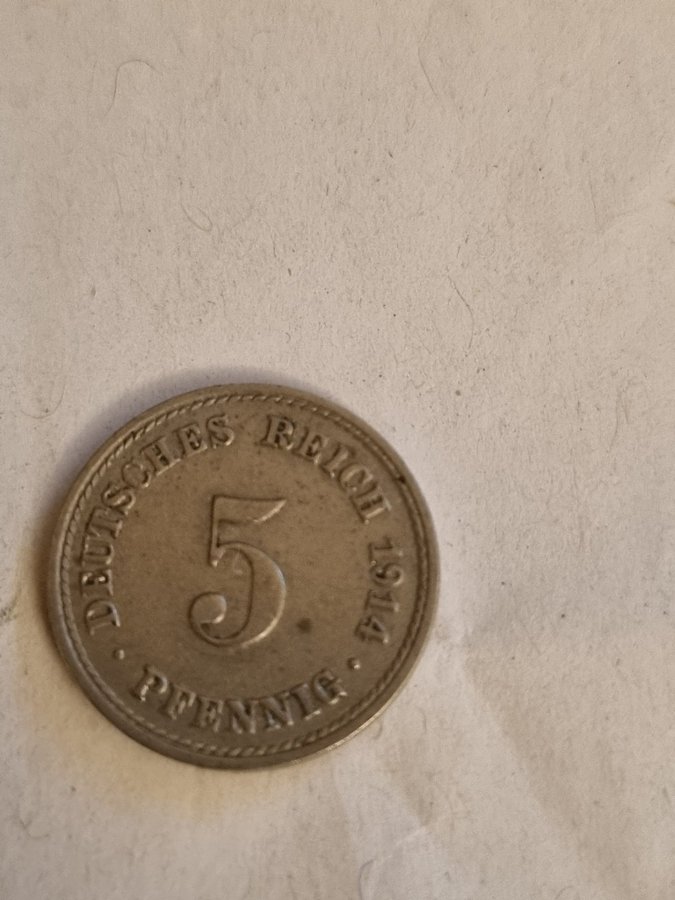 DEUTSCHES REICH 1914
5
· PFENNIG ·